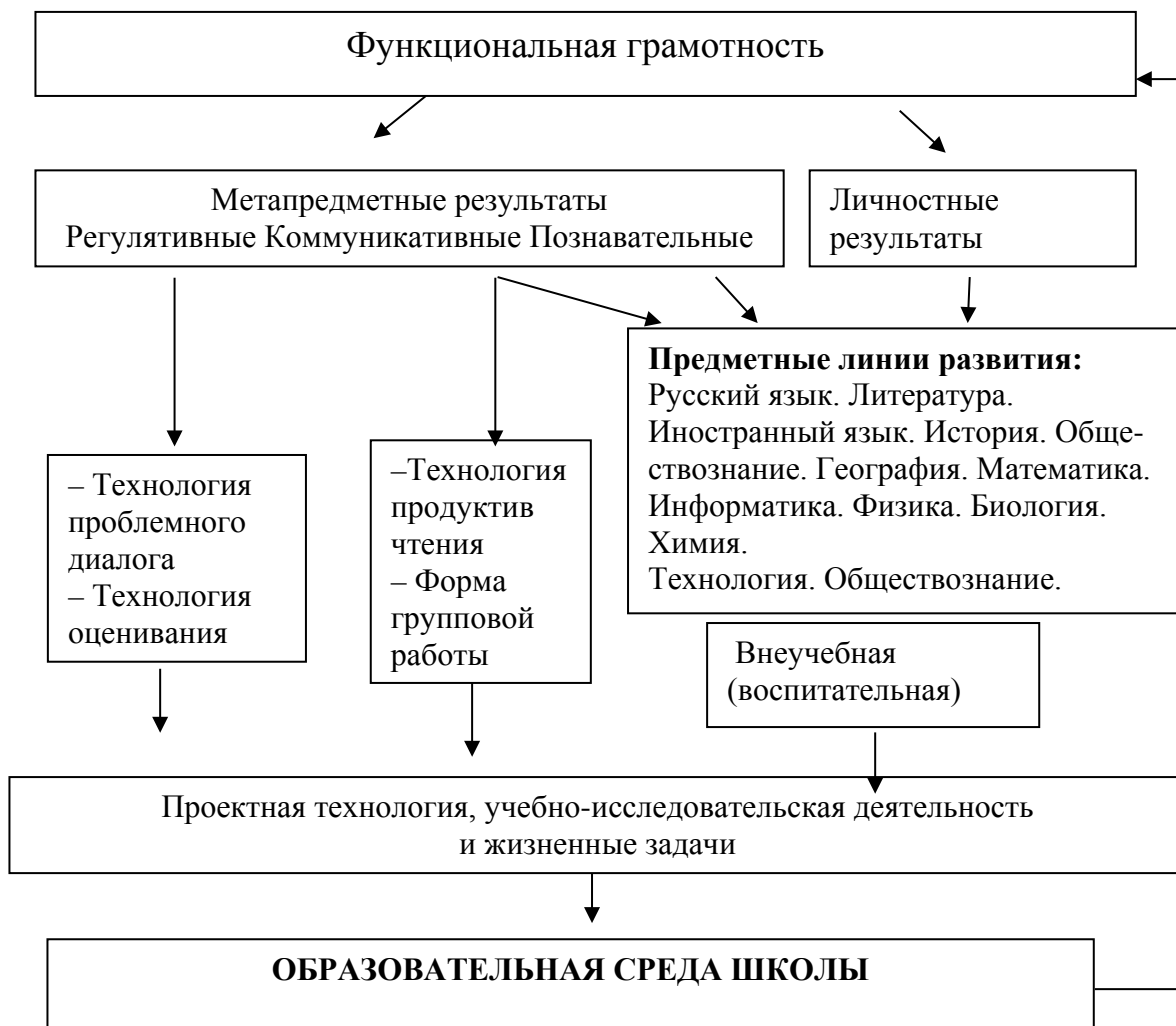 Функциональная грамотность
Метапредметные результаты
Регулятивные Коммуникативные Познавательные
Личностные
результаты
Предметные линии развития:
Русский язык. Литература.
Иностранный язык. История. Обще-
ствознание. География. Математика.
Информатика. Физика. Биология.
Химия.
Технология. Обществознание.
– Технология
проблемного
диалога
– Технология
оценивания
–Технология
продуктив
чтения
– Форма
групповой
работы
Внеучебная
(воспитательная)
Проектная технология, учебно-исследовательская деятельность
и жизненные задачи
ОБРАЗОВАТЕЛЬНАЯ СРЕДА ШКОЛЫ